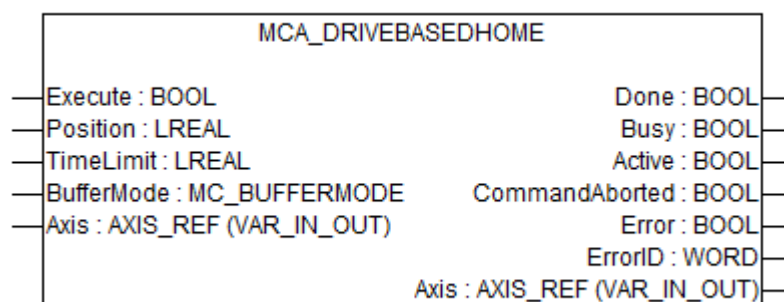 MCA_DRIVEBASEDHOME
Execute : BOOL Done : BOOL
Position : LREAL Busy : BOOL
TimeLimit : LREAL Active : BOOL
BufferMode : MC_BUFFERMODE CommandAborted : BOOL
Axis : AXIS_REF (VAR_IN_OUT) Error : BOOL
ErrorID : WORD
Axis : AXIS_REF (VAR_IN_OUT)